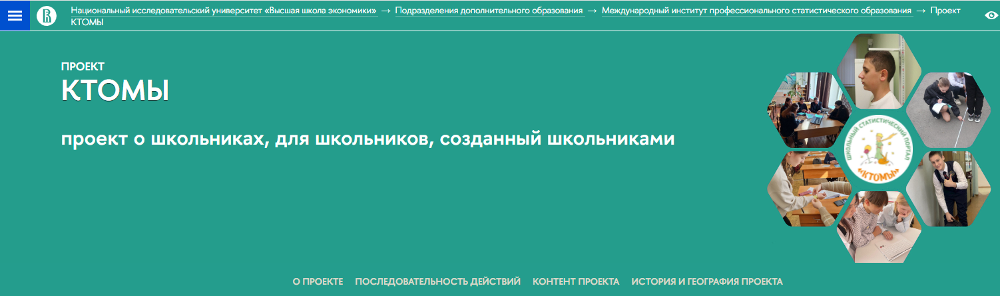 Национальный исследовательский университет «Высшая школа экономики» → Подразделения дополнительного образования → Международный институт профессионального статистического образования → Проект
КТОМЫ
ПРОЕКТ
КТОМЫ
проект о школьниках, для школьников, созданный школьниками
ШКОЛЬНЫЙ СТАТИСТИЧЕСКИЙ ПОРТАЛ
«КТОМЫ»
О ПРОЕКТЕ ПОСЛЕДОВАТЕЛЬНОСТЬ ДЕЙСТВИЙ КОНТЕНТ ПРОЕКТА ИСТОРИЯ И ГЕОГРАФИЯ ПРОЕКТА